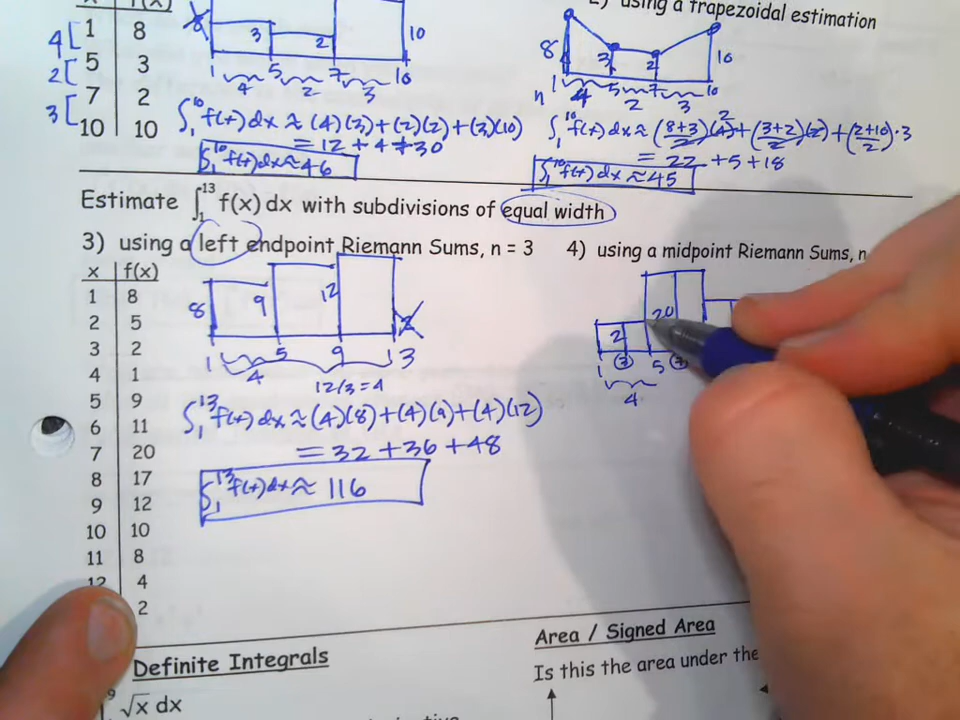 x f(x)
4[ 1 8
2[ 5 3
3[ 7 2
10 10
8 3 2 10
1 5 7 10
4 2 3
∫₁¹⁰ f(x) dx ≈ (4)(3)+(2)(2)+(3)(10)
= 12 + 4 + 30
∫₁¹⁰ f(x) dx ≈ 46
2) using a trapezoidal estimation
8 3 2 10
1 5 7 10
n 4 2 3
∫₁¹⁰ f(x) dx ≈ ((8+3)/2)(4)² + ((3+2)/2)(2) + ((2+10)/2)·3
= 22 + 5 + 18
∫₁¹⁰ f(x) dx ≈ 45
Estimate ∫₁¹³ f(x) dx with subdivisions of equal width
3) using a left endpoint Riemann Sums, n = 3
x f(x)
1 8
2 5
3 2
4 1
5 9
6 11
7 20
8 17
9 12
10 10
11 8
12 4
2
8 9 12 2
1 5 9 13
4
12/3 = 4
∫₁¹³ f(x) dx ≈ (4)(8)+(4)(9)+(4)(12)
= 32 + 36 + 48
∫₁¹³ f(x) dx ≈ 116
4) using a midpoint Riemann Sums, n
2 20
1 3 5 7
4
Definite Integrals
9
√x dx
Area / Signed Area
Is this the area under the